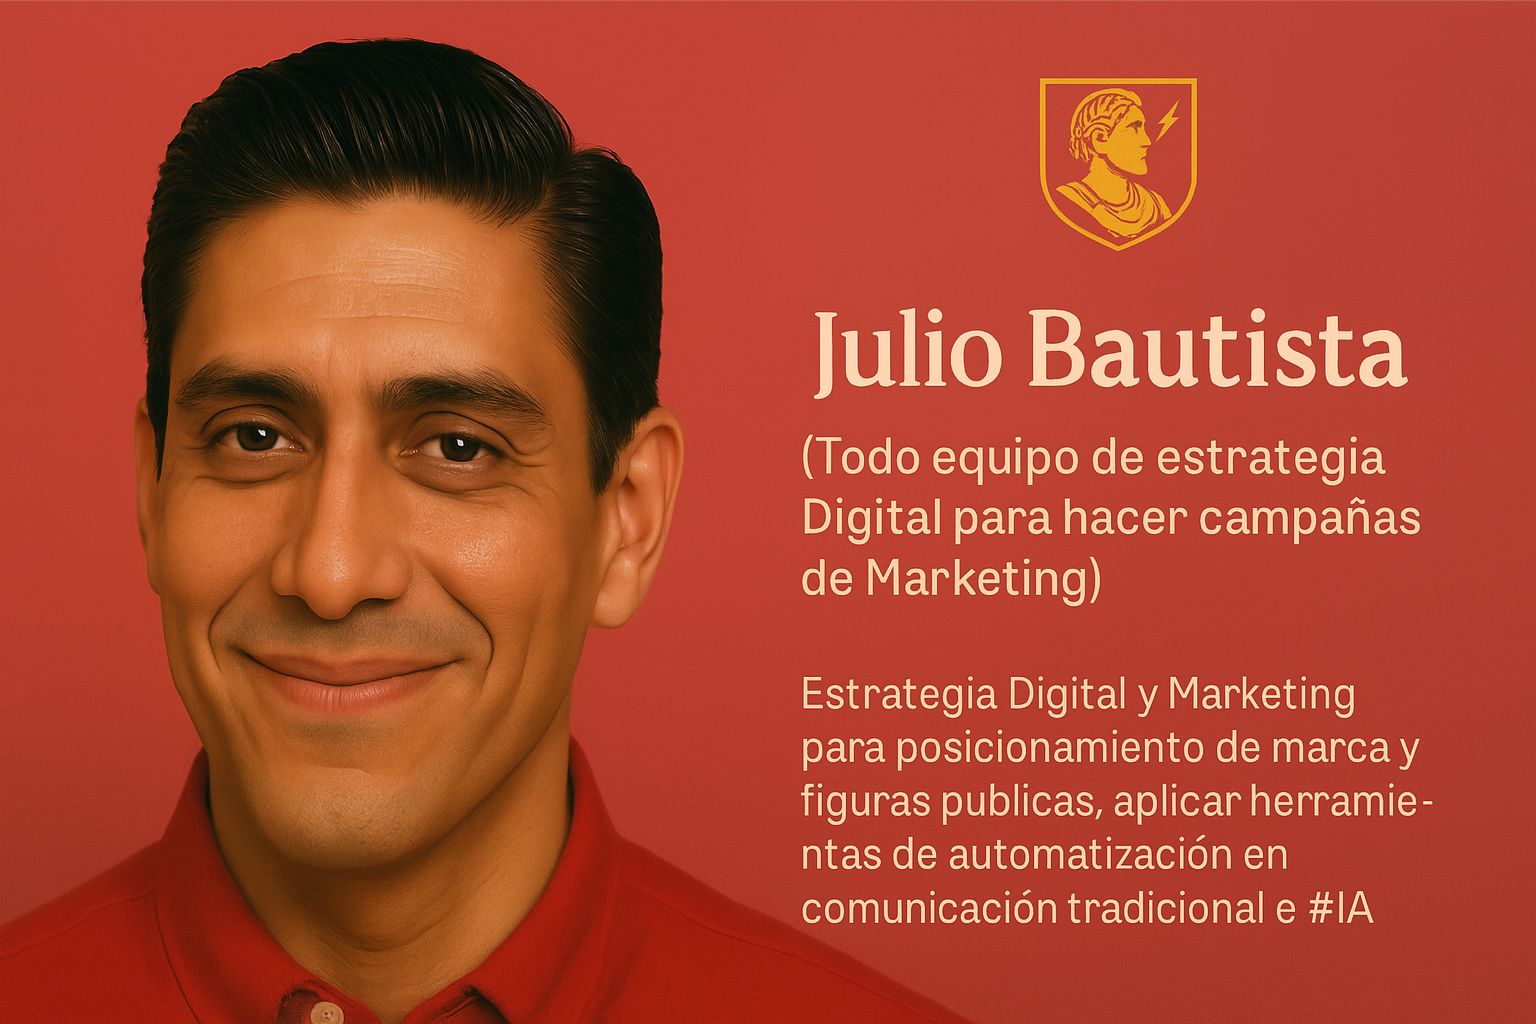 Julio Bautista
(Todo equipo de estrategia
Digital para hacer campañas
de Marketing)
Estrategia Digital y Marketing
para posicionamiento de marca y
figuras publicas, aplicar herramie-
ntas de automatización en
comunicación tradicional e #IA